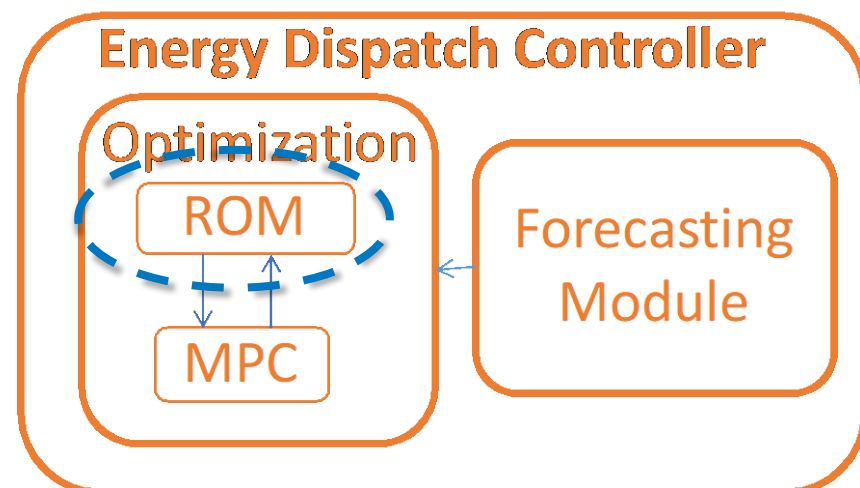 Energy Dispatch Controller
Optimization
ROM
MPC
Forecasting
Module